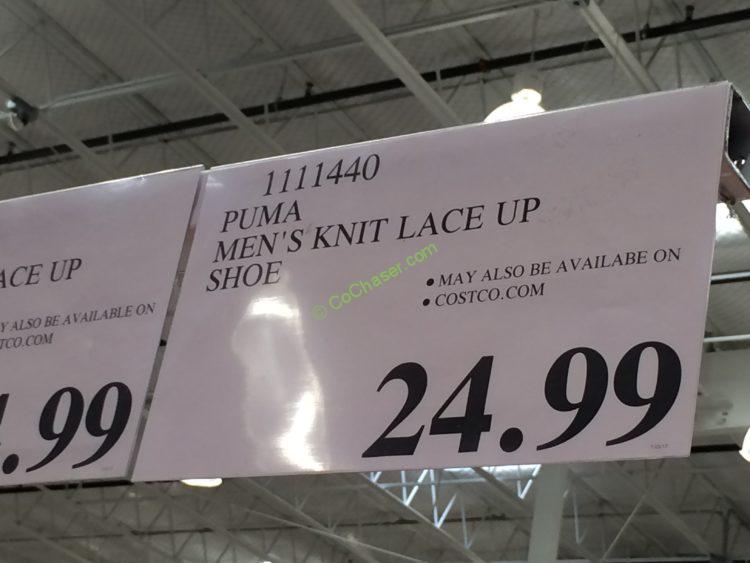 1111440
PUMA
MEN'S KNIT LACE UP
SHOE
• MAY ALSO BE AVAILABE ON
• COSTCO.COM
24.99
© CoChaser.com
ACE UP
Y ALSO BE AVAILABLE ON
TCO.COM
.99